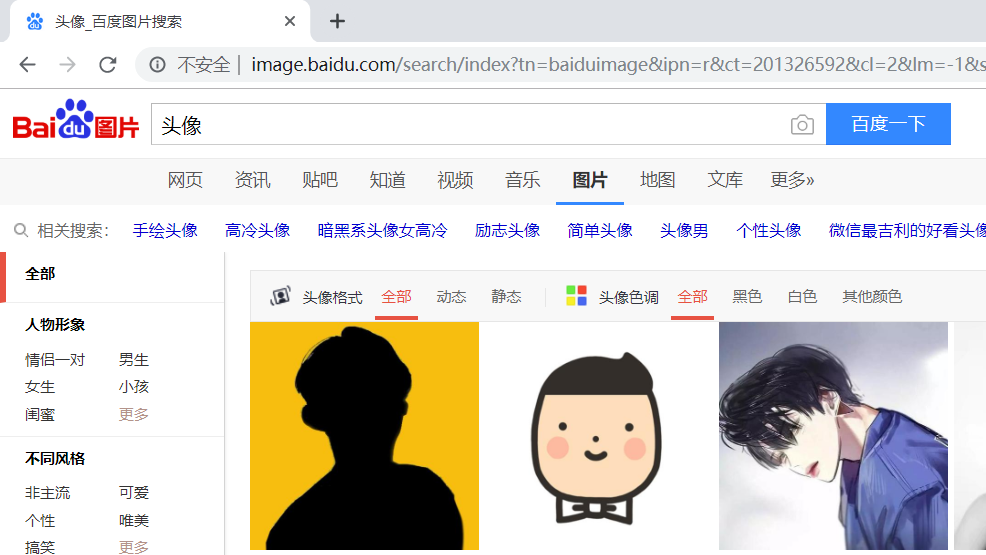 头像_百度图片搜索
不安全 | image.baidu.com/search/index?tn=baiduimage&ipn=r&ct=201326592&cl=2&lm=-1&s
Bai du 图片 头像 百度一下
网页 资讯 贴吧 知道 视频 音乐 图片 地图 文库 更多»
相关搜索: 手绘头像 高冷头像 暗黑系头像女高冷 励志头像 简单头像 头像男 个性头像 微信最吉利的好看头像
全部
头像格式 全部 动态 静态 头像色调 全部 黑色 白色 其他颜色
人物形象
情侣一对 男生
女生 小孩
闺蜜 更多
不同风格
非主流 可爱
个性 唯美
搞笑 更多